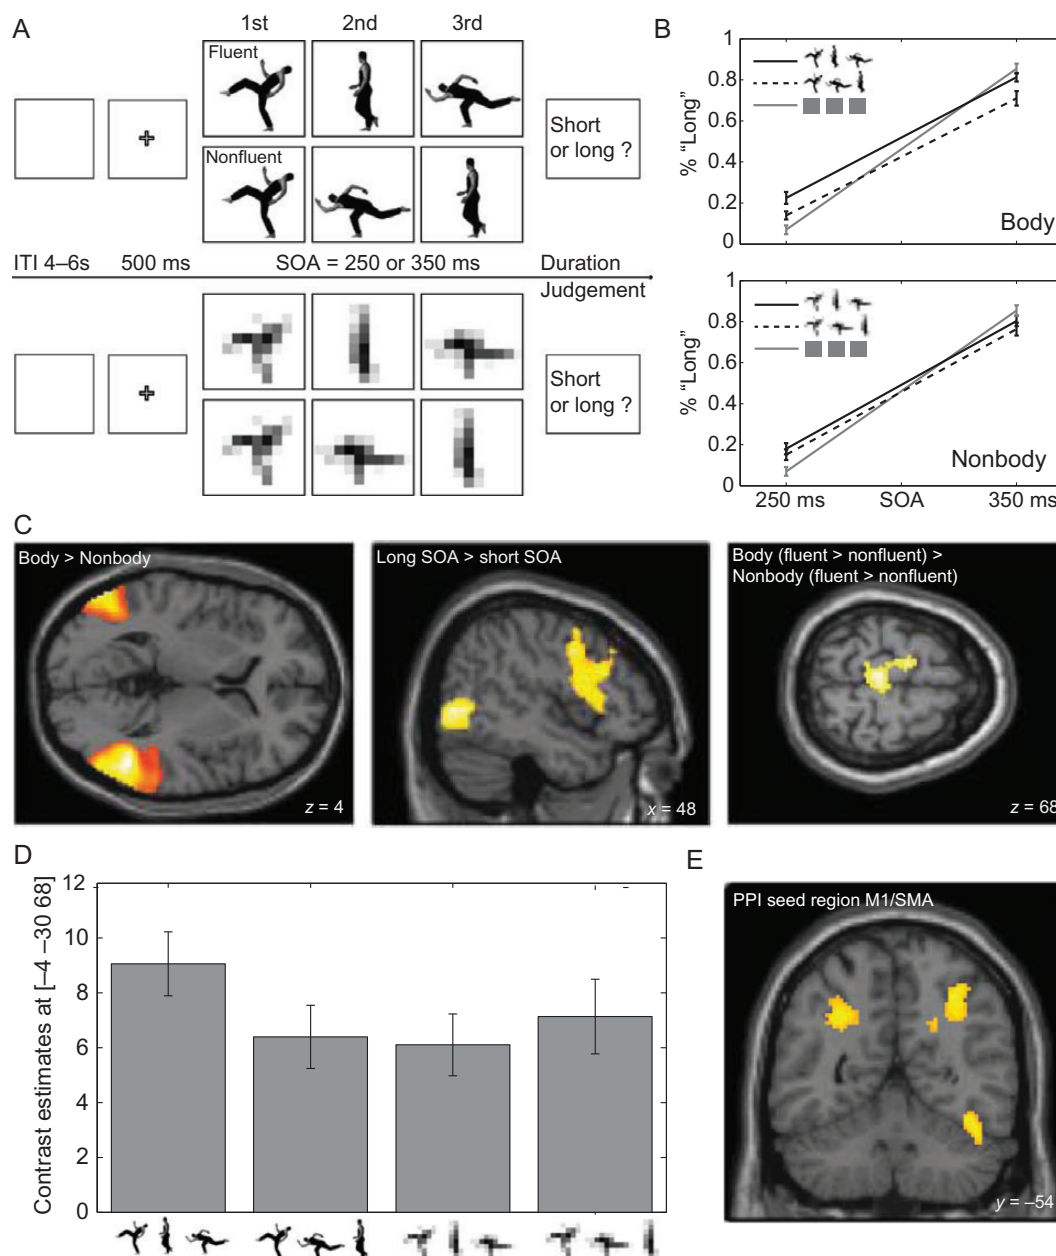 A
1st 2nd 3rd
Fluent
Short
or long ?
Nonfluent
ITI 4–6s 500 ms SOA = 250 or 350 ms Duration
Judgement
Short
or long ?
B
1
0.8
0.6
0.4
0.2
0
% “Long”
Body
1
0.8
0.6
0.4
0.2
0
% “Long”
Nonbody
250 ms SOA 350 ms
C
Body > Nonbody
z = 4
Long SOA > short SOA
x = 48
Body (fluent > nonfluent) >
Nonbody (fluent > nonfluent)
z = 68
D
12
10
8
6
4
2
0
Contrast estimates at [–4 –30 68]
E
PPI seed region M1/SMA
y = –54